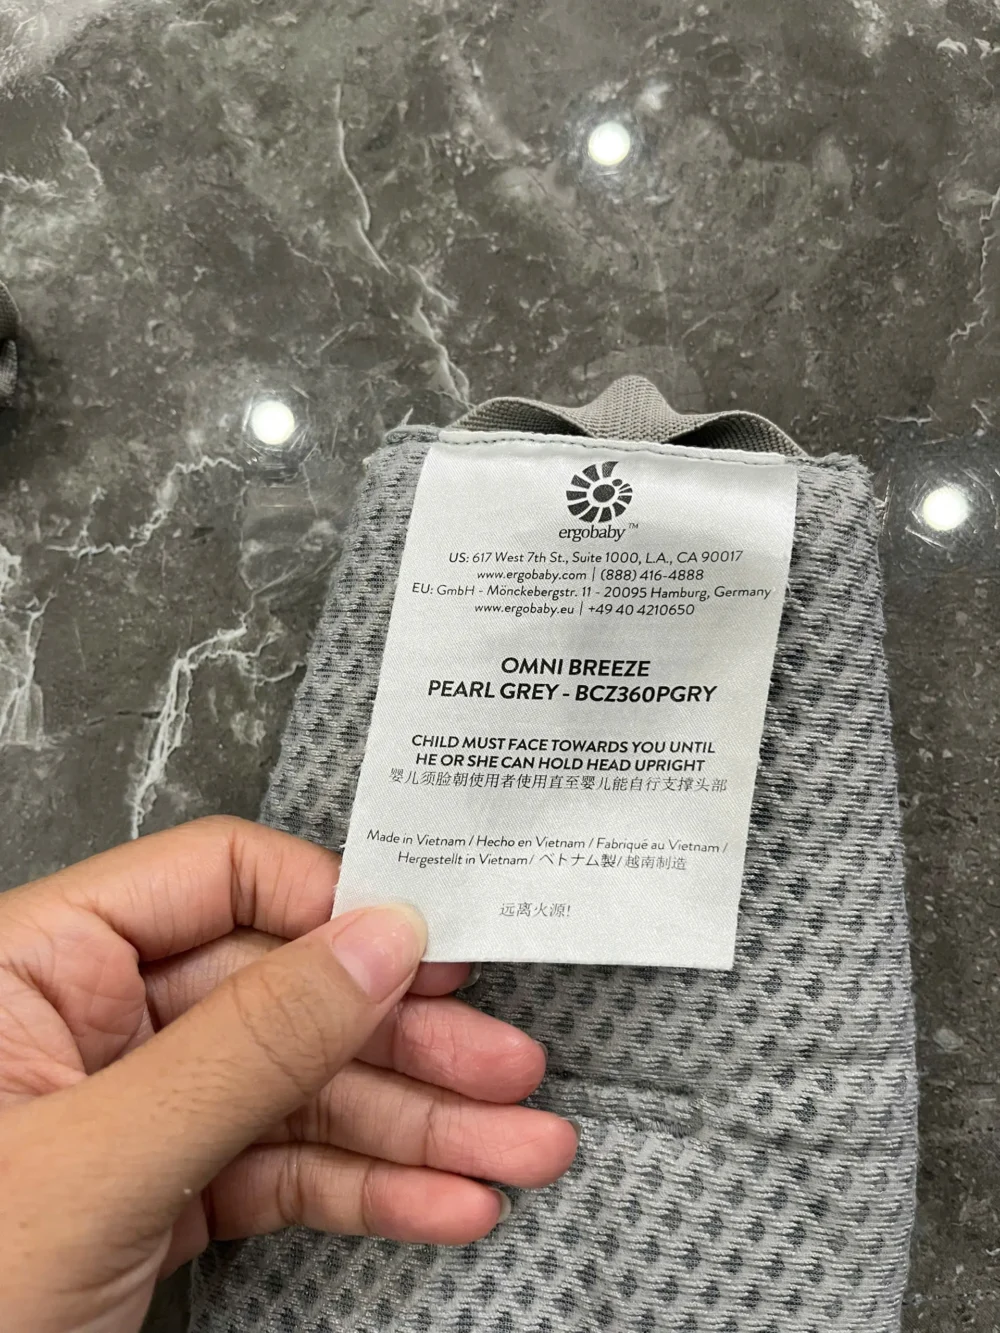 ergobaby™
US: 617 West 7th St., Suite 1000, L.A., CA 90017
www.ergobaby.com | (888) 416-4888
EU: GmbH - Mönckebergstr. 11 - 20095 Hamburg, Germany
www.ergobaby.eu | +49 40 4210650
OMNI BREEZE
PEARL GREY - BCZ360PGRY
CHILD MUST FACE TOWARDS YOU UNTIL
HE OR SHE CAN HOLD HEAD UPRIGHT
婴儿须脸朝使用者使用直至婴儿能自行支撑头部
Made in Vietnam / Hecho en Vietnam / Fabriqué au Vietnam /
Hergestellt in Vietnam/ ベトナム製/ 越南制造
远离火源!